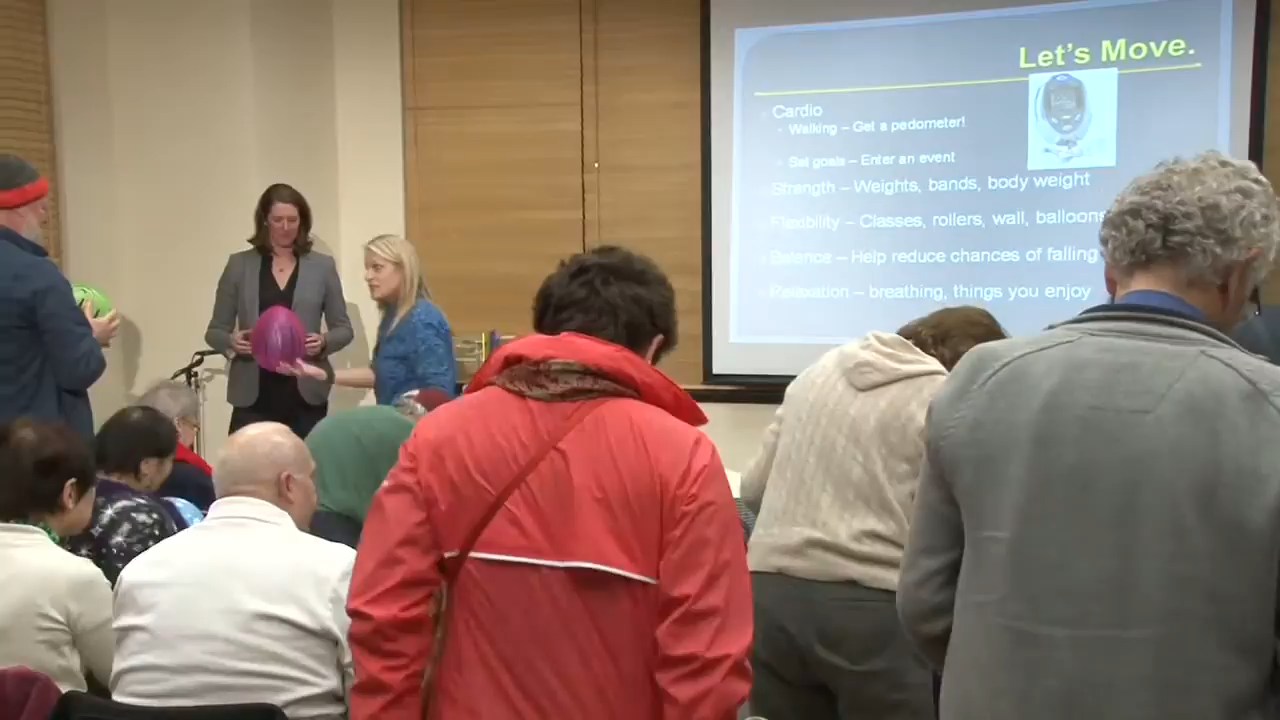 Let's Move.
Cardio
Walking – Get a pedometer!
Set goals – Enter an event
Strength – Weights, bands, body weight
Flexibility – Classes, rollers, wall, balloons
Balance – Help reduce chances of falling
Relaxation – breathing, things you enjoy